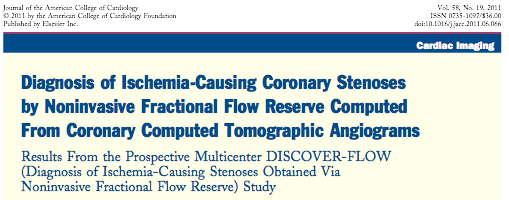 Journal of the American College of Cardiology
Vol. 58, No. 19, 2011
© 2011 by the American College of Cardiology Foundation
ISSN 0735-1097/$36.00
Published by Elsevier Inc.
doi:10.1016/j.jacc.2011.06.066
Cardiac Imaging
Diagnosis of Ischemia-Causing Coronary Stenoses
by Noninvasive Fractional Flow Reserve Computed
From Coronary Computed Tomographic Angiograms
Results From the Prospective Multicenter DISCOVER-FLOW
(Diagnosis of Ischemia-Causing Stenoses Obtained Via
Noninvasive Fractional Flow Reserve) Study